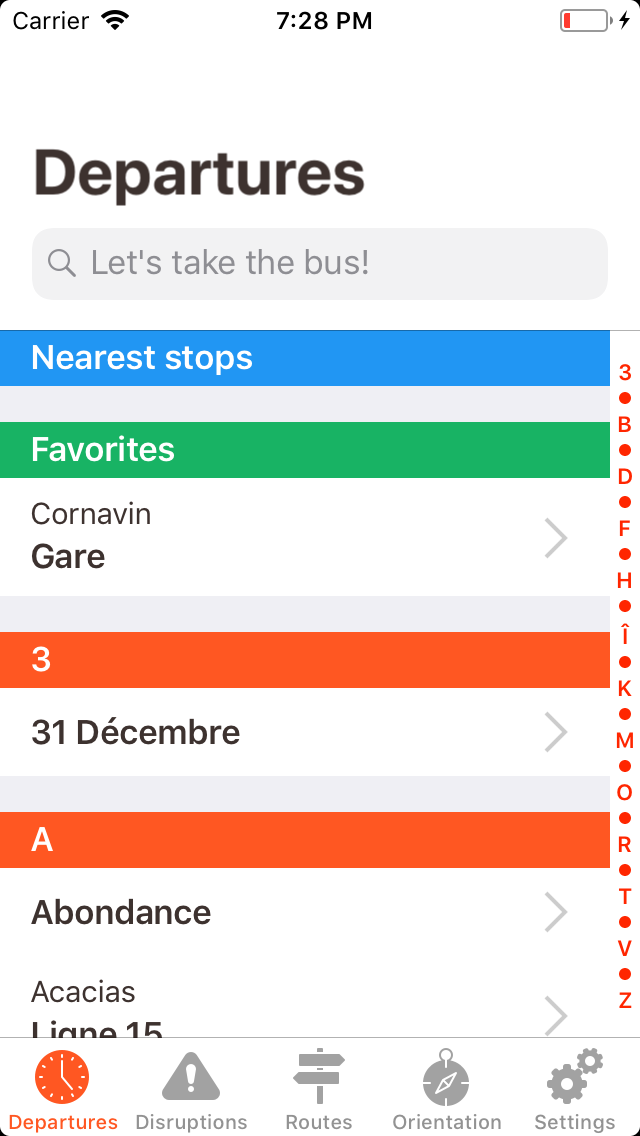 Carrier 7:28 PM
Departures
Let's take the bus!
Nearest stops
Favorites
Cornavin
Gare
3
31 Décembre
A
Abondance
Acacias
Ligne 15
3
B
D
F
H
Î
K
M
O
R
T
V
Z
Departures Disruptions Routes Orientation Settings